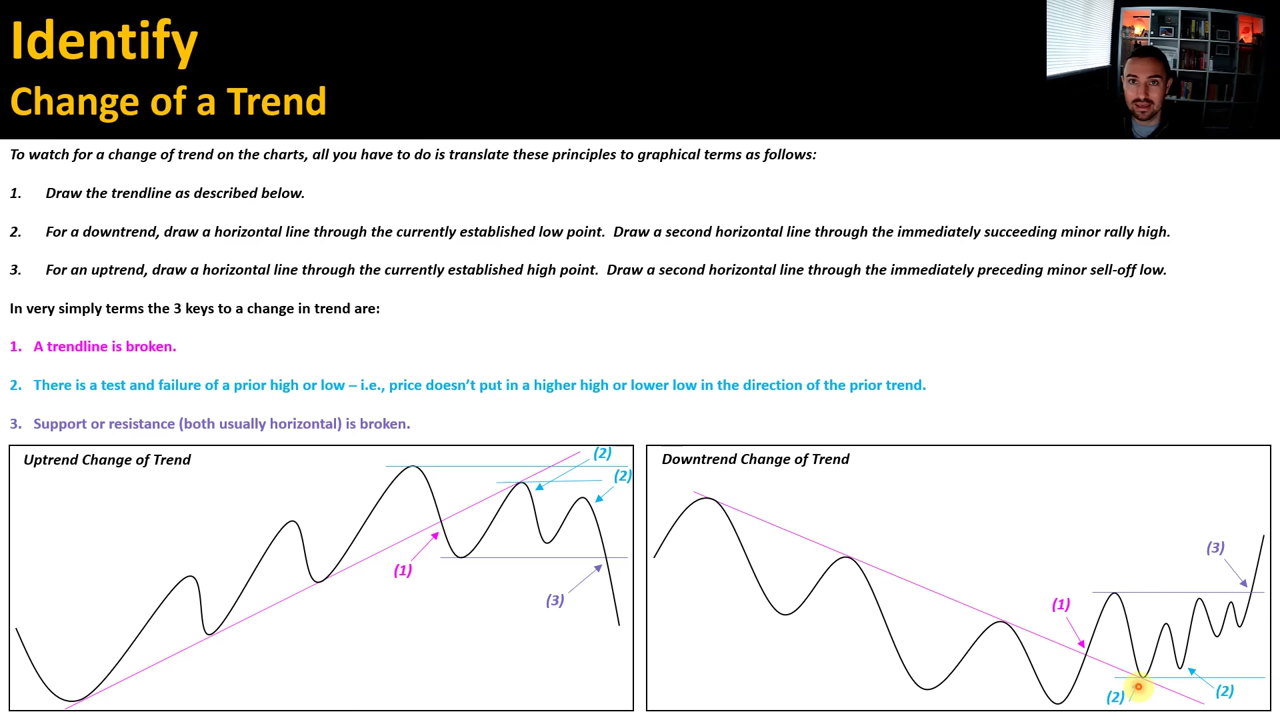 Identify
Change of a Trend
To watch for a change of trend on the charts, all you have to do is translate these principles to graphical terms as follows:
1. Draw the trendline as described below.
2. For a downtrend, draw a horizontal line through the currently established low point. Draw a second horizontal line through the immediately succeeding minor rally high.
3. For an uptrend, draw a horizontal line through the currently established high point. Draw a second horizontal line through the immediately preceding minor sell-off low.
In very simply terms the 3 keys to a change in trend are:
1. A trendline is broken.
2. There is a test and failure of a prior high or low – i.e., price doesn't put in a higher high or lower low in the direction of the prior trend.
3. Support or resistance (both usually horizontal) is broken.
Uptrend Change of Trend
(2)
(2)
(1)
(3)
Downtrend Change of Trend
(3)
(1)
(2)
(2)